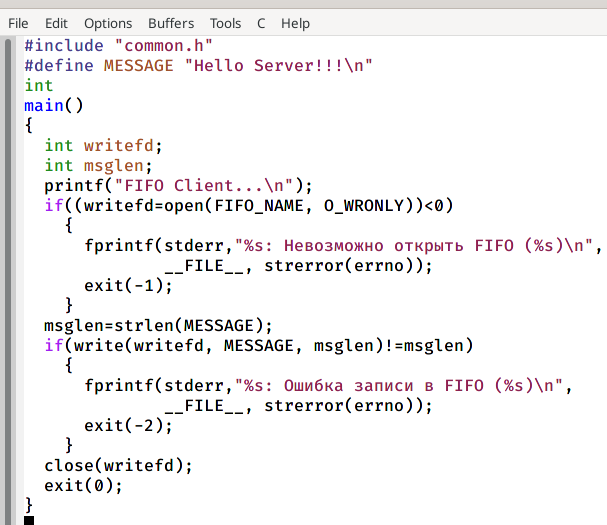 File Edit Options Buffers Tools C Help
#include "common.h"
#define MESSAGE "Hello Server!!!\n"
int
main()
{
  int writefd;
  int msglen;
  printf("FIFO Client...\n");
  if((writefd=open(FIFO_NAME, O_WRONLY))<0)
    {
      fprintf(stderr,"%s: Невозможно открыть FIFO (%s)\n",
              __FILE__, strerror(errno));
      exit(-1);
    }
  msglen=strlen(MESSAGE);
  if(write(writefd, MESSAGE, msglen)!=msglen)
    {
      fprintf(stderr,"%s: Ошибка записи в FIFO (%s)\n",
              __FILE__, strerror(errno));
      exit(-2);
    }
  close(writefd);
  exit(0);
}